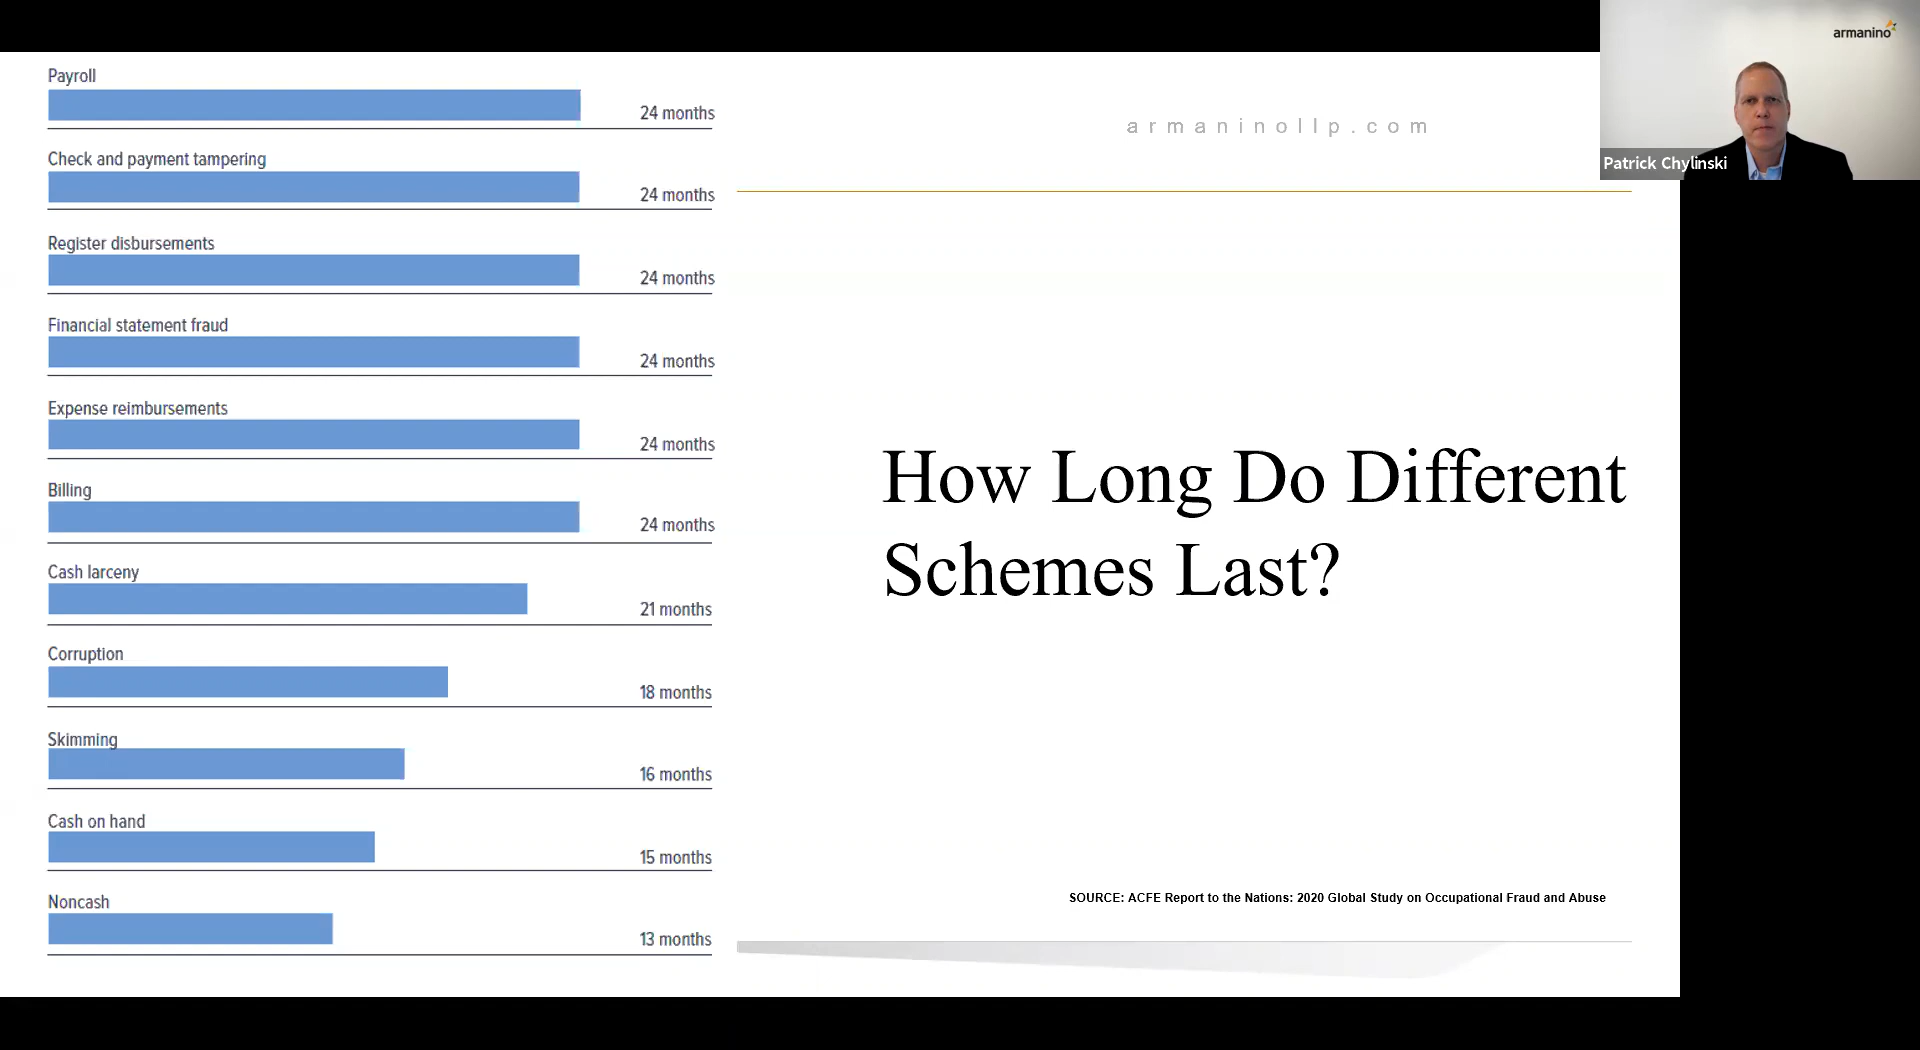 Payroll
24 months
Check and payment tampering
24 months
Register disbursements
24 months
Financial statement fraud
24 months
Expense reimbursements
24 months
Billing
24 months
Cash larceny
21 months
Corruption
18 months
Skimming
16 months
Cash on hand
15 months
Noncash
13 months
armaninollp.com
How Long Do Different
Schemes Last?
SOURCE: ACFE Report to the Nations: 2020 Global Study on Occupational Fraud and Abuse
armanino
Patrick Chylinski